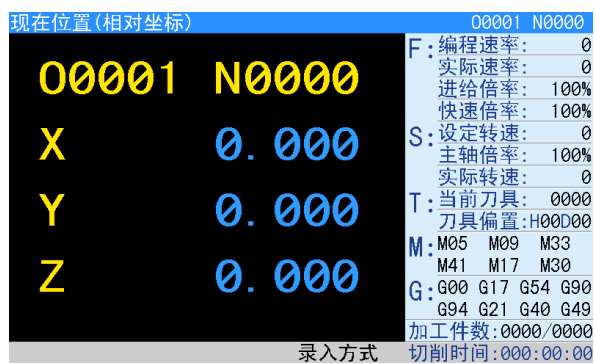 现在位置(相对坐标) O0001 N0000
O0001 N0000
X 0.000
Y 0.000
Z 0.000
F:编程速率: 0
实际速率: 0
进给倍率: 100%
快速倍率: 100%
S:设定转速: 0
主轴倍率: 100%
实际转速: 0
T:当前刀具: 0000
刀具偏置:H00D00
M:M05 M09 M33
M41 M17 M30
G:G00 G17 G54 G90
G94 G21 G40 G49
加工件数:0000/0000
录入方式 切削时间:000:00:00